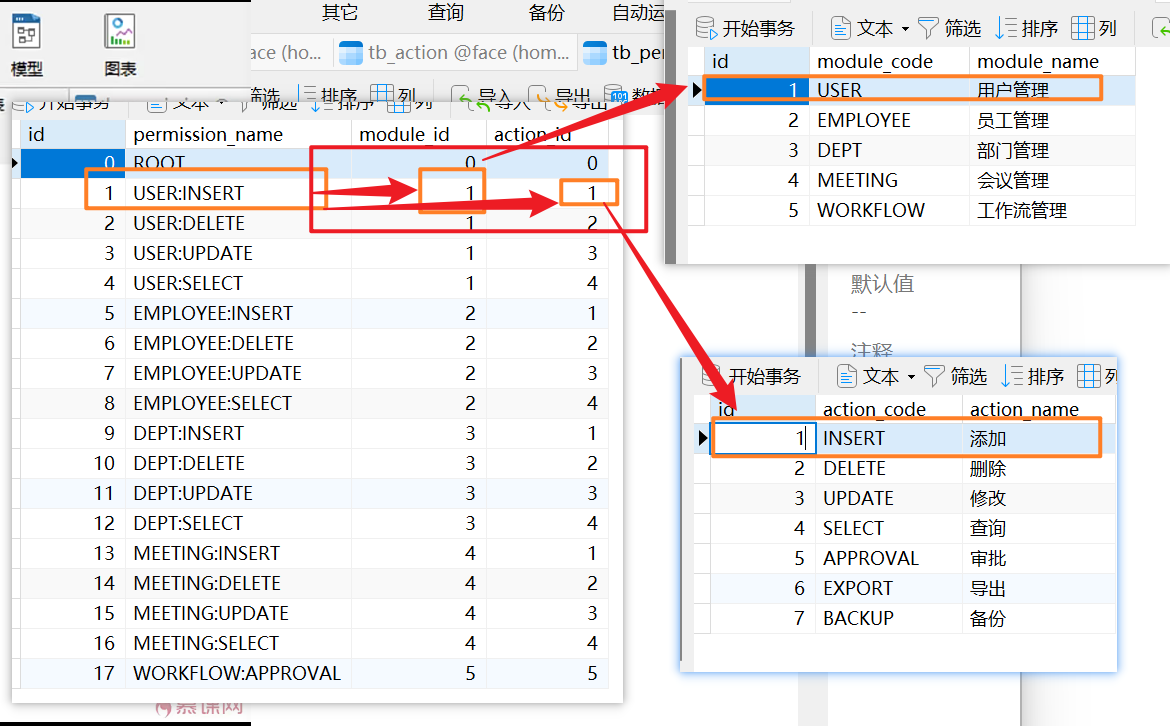 其它 查询 备份 自动运
模型 图表
ace (ho... tb_action @face (hom... tb_pe
开始事务 文本 筛选 排序 列 导入 导出
id permission_name module_id action_id
0 ROOT 0 0
1 USER:INSERT 1 1
2 USER:DELETE 1 2
3 USER:UPDATE 1 3
4 USER:SELECT 1 4
5 EMPLOYEE:INSERT 2 1
6 EMPLOYEE:DELETE 2 2
7 EMPLOYEE:UPDATE 2 3
8 EMPLOYEE:SELECT 2 4
9 DEPT:INSERT 3 1
10 DEPT:DELETE 3 2
11 DEPT:UPDATE 3 3
12 DEPT:SELECT 3 4
13 MEETING:INSERT 4 1
14 MEETING:DELETE 4 2
15 MEETING:UPDATE 4 3
16 MEETING:SELECT 4 4
17 WORKFLOW:APPROVAL 5 5
慕课网
开始事务 文本 筛选 排序 列
id module_code module_name
1 USER 用户管理
2 EMPLOYEE 员工管理
3 DEPT 部门管理
4 MEETING 会议管理
5 WORKFLOW 工作流管理
默认值
--
注释
开始事务 文本 筛选 排序 列
id action_code action_name
1 INSERT 添加
2 DELETE 删除
3 UPDATE 修改
4 SELECT 查询
5 APPROVAL 审批
6 EXPORT 导出
7 BACKUP 备份